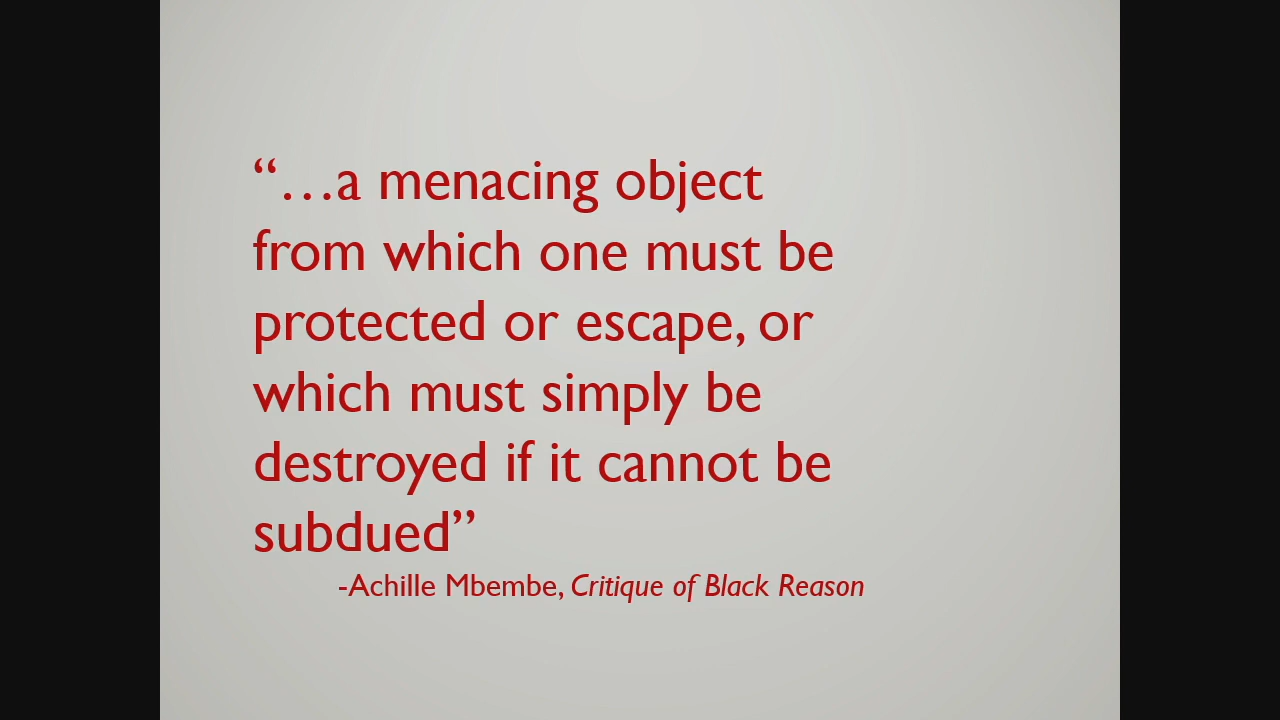 “…a menacing object
from which one must be
protected or escape, or
which must simply be
destroyed if it cannot be
subdued”
-Achille Mbembe, Critique of Black Reason